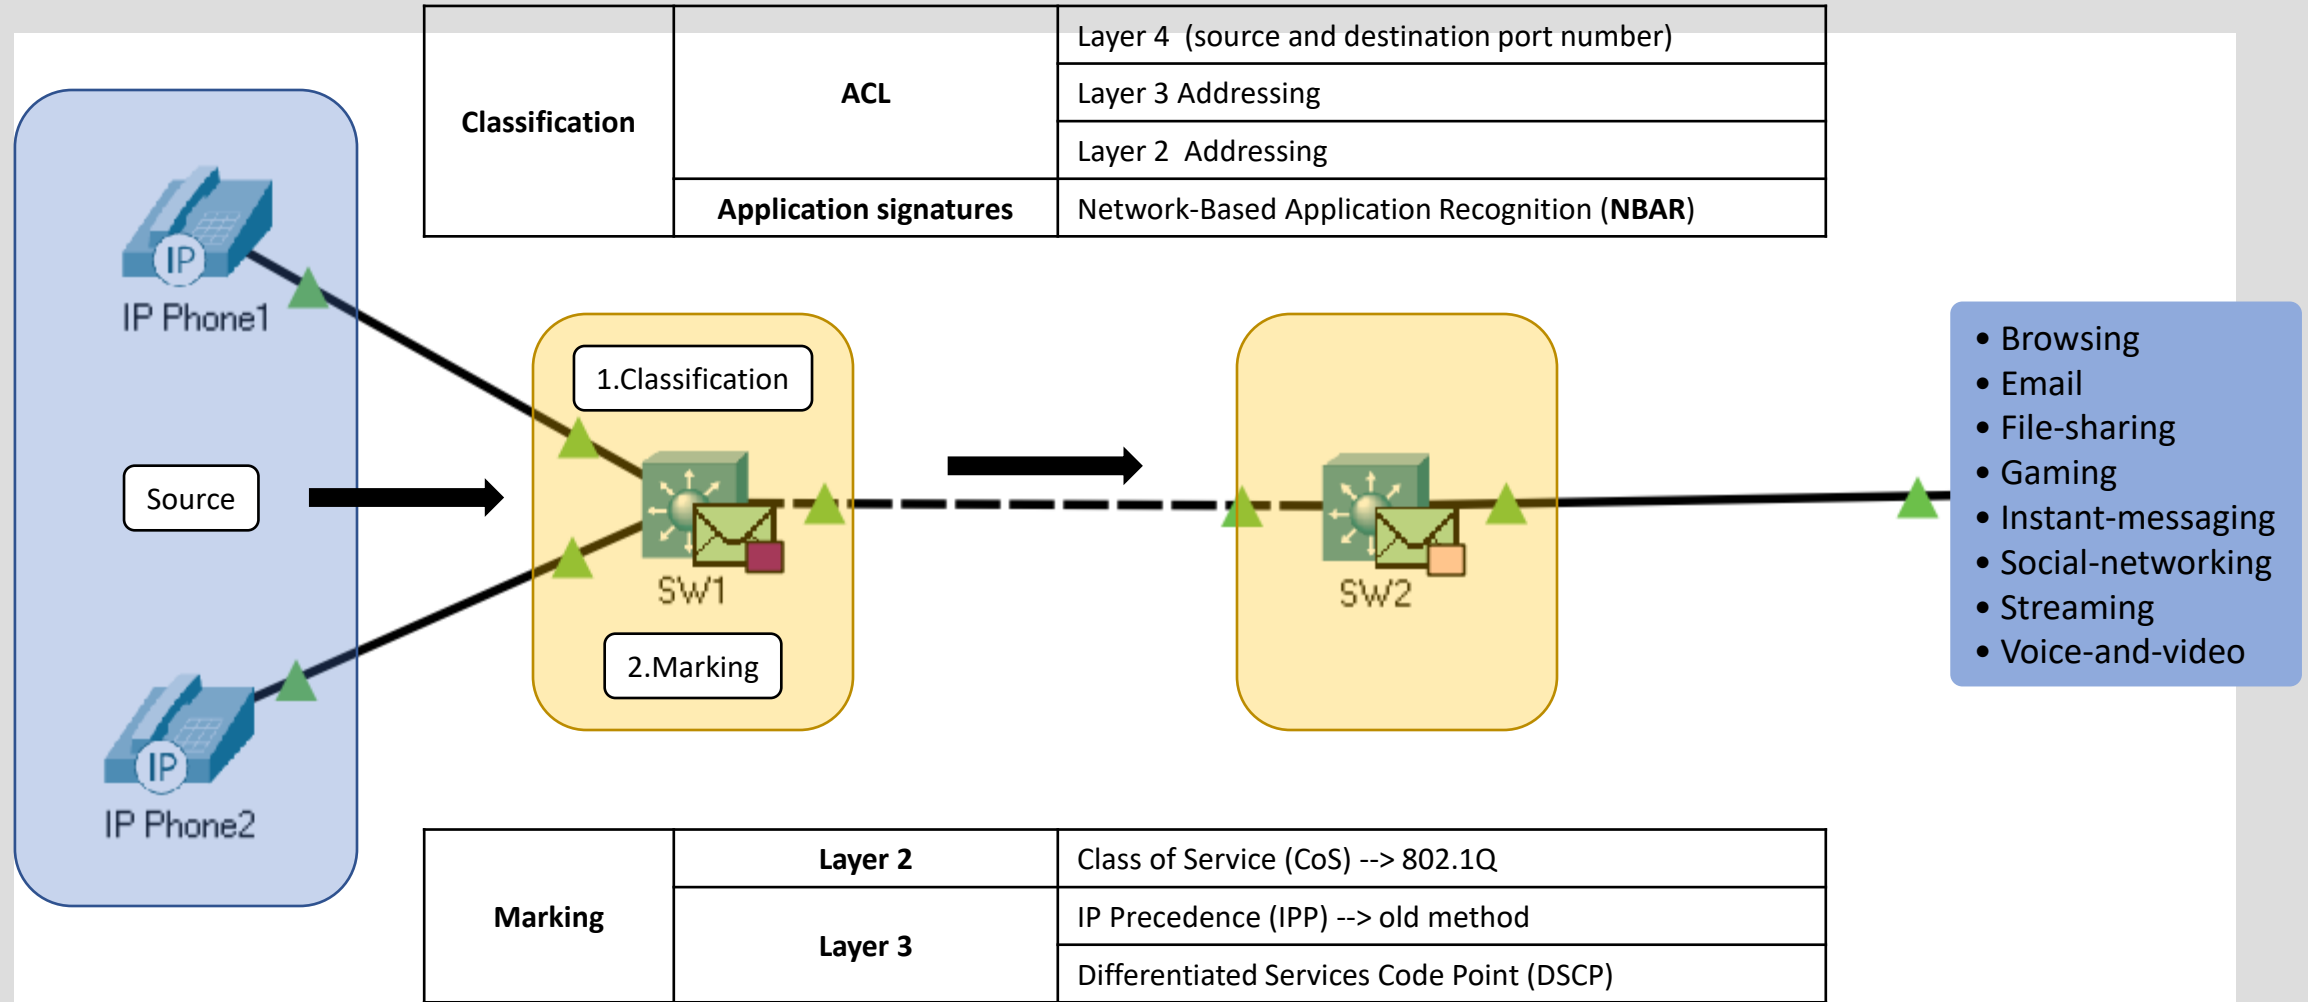 Classification
ACL
Layer 4  (source and destination port number)
Layer 3 Addressing
Layer 2  Addressing
Application signatures
Network-Based Application Recognition (NBAR)
IP
IP Phone1
Source
IP
IP Phone2
1.Classification
SW1
2.Marking
SW2
• Browsing
• Email
• File-sharing
• Gaming
• Instant-messaging
• Social-networking
• Streaming
• Voice-and-video
Marking
Layer 2
Class of Service (CoS) --> 802.1Q
Layer 3
IP Precedence (IPP) --> old method
Differentiated Services Code Point (DSCP)